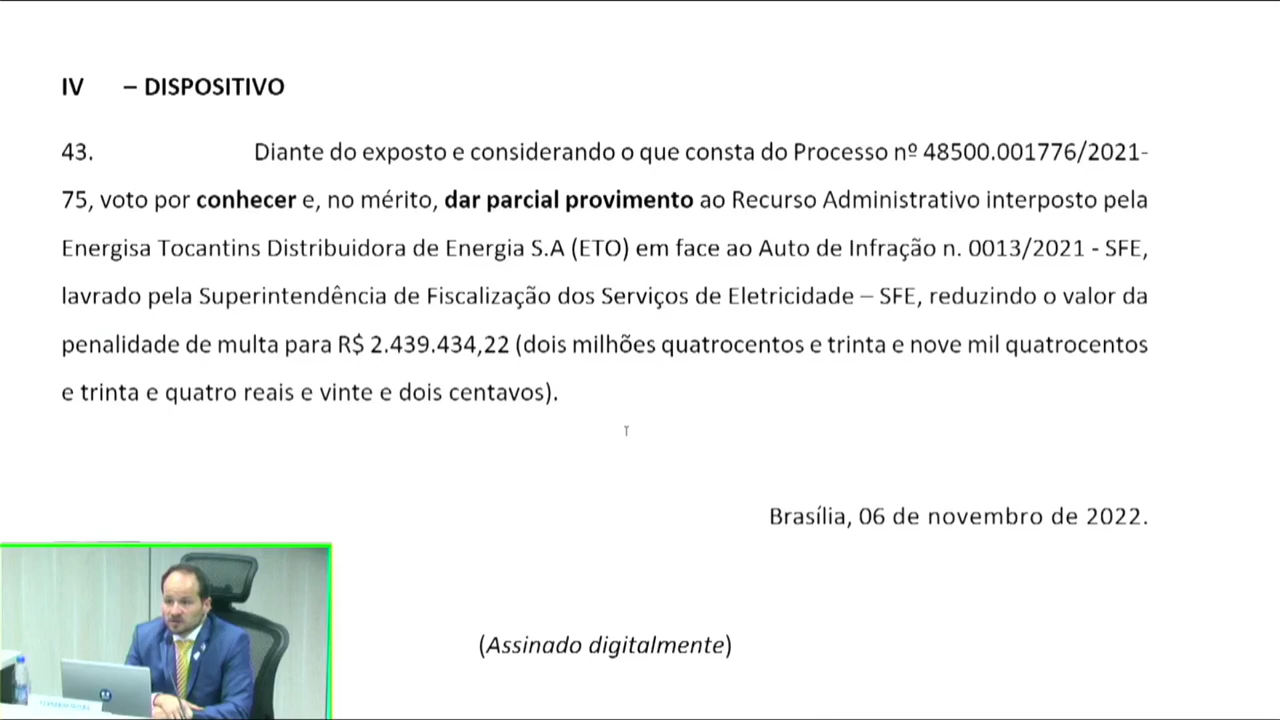 IV – DISPOSITIVO
43. Diante do exposto e considerando o que consta do Processo nº 48500.001776/2021-
75, voto por conhecer e, no mérito, dar parcial provimento ao Recurso Administrativo interposto pela
Energisa Tocantins Distribuidora de Energia S.A (ETO) em face ao Auto de Infração n. 0013/2021 - SFE,
lavrado pela Superintendência de Fiscalização dos Serviços de Eletricidade – SFE, reduzindo o valor da
penalidade de multa para R$ 2.439.434,22 (dois milhões quatrocentos e trinta e nove mil quatrocentos
e trinta e quatro reais e vinte e dois centavos).
Brasília, 06 de novembro de 2022.
(Assinado digitalmente)